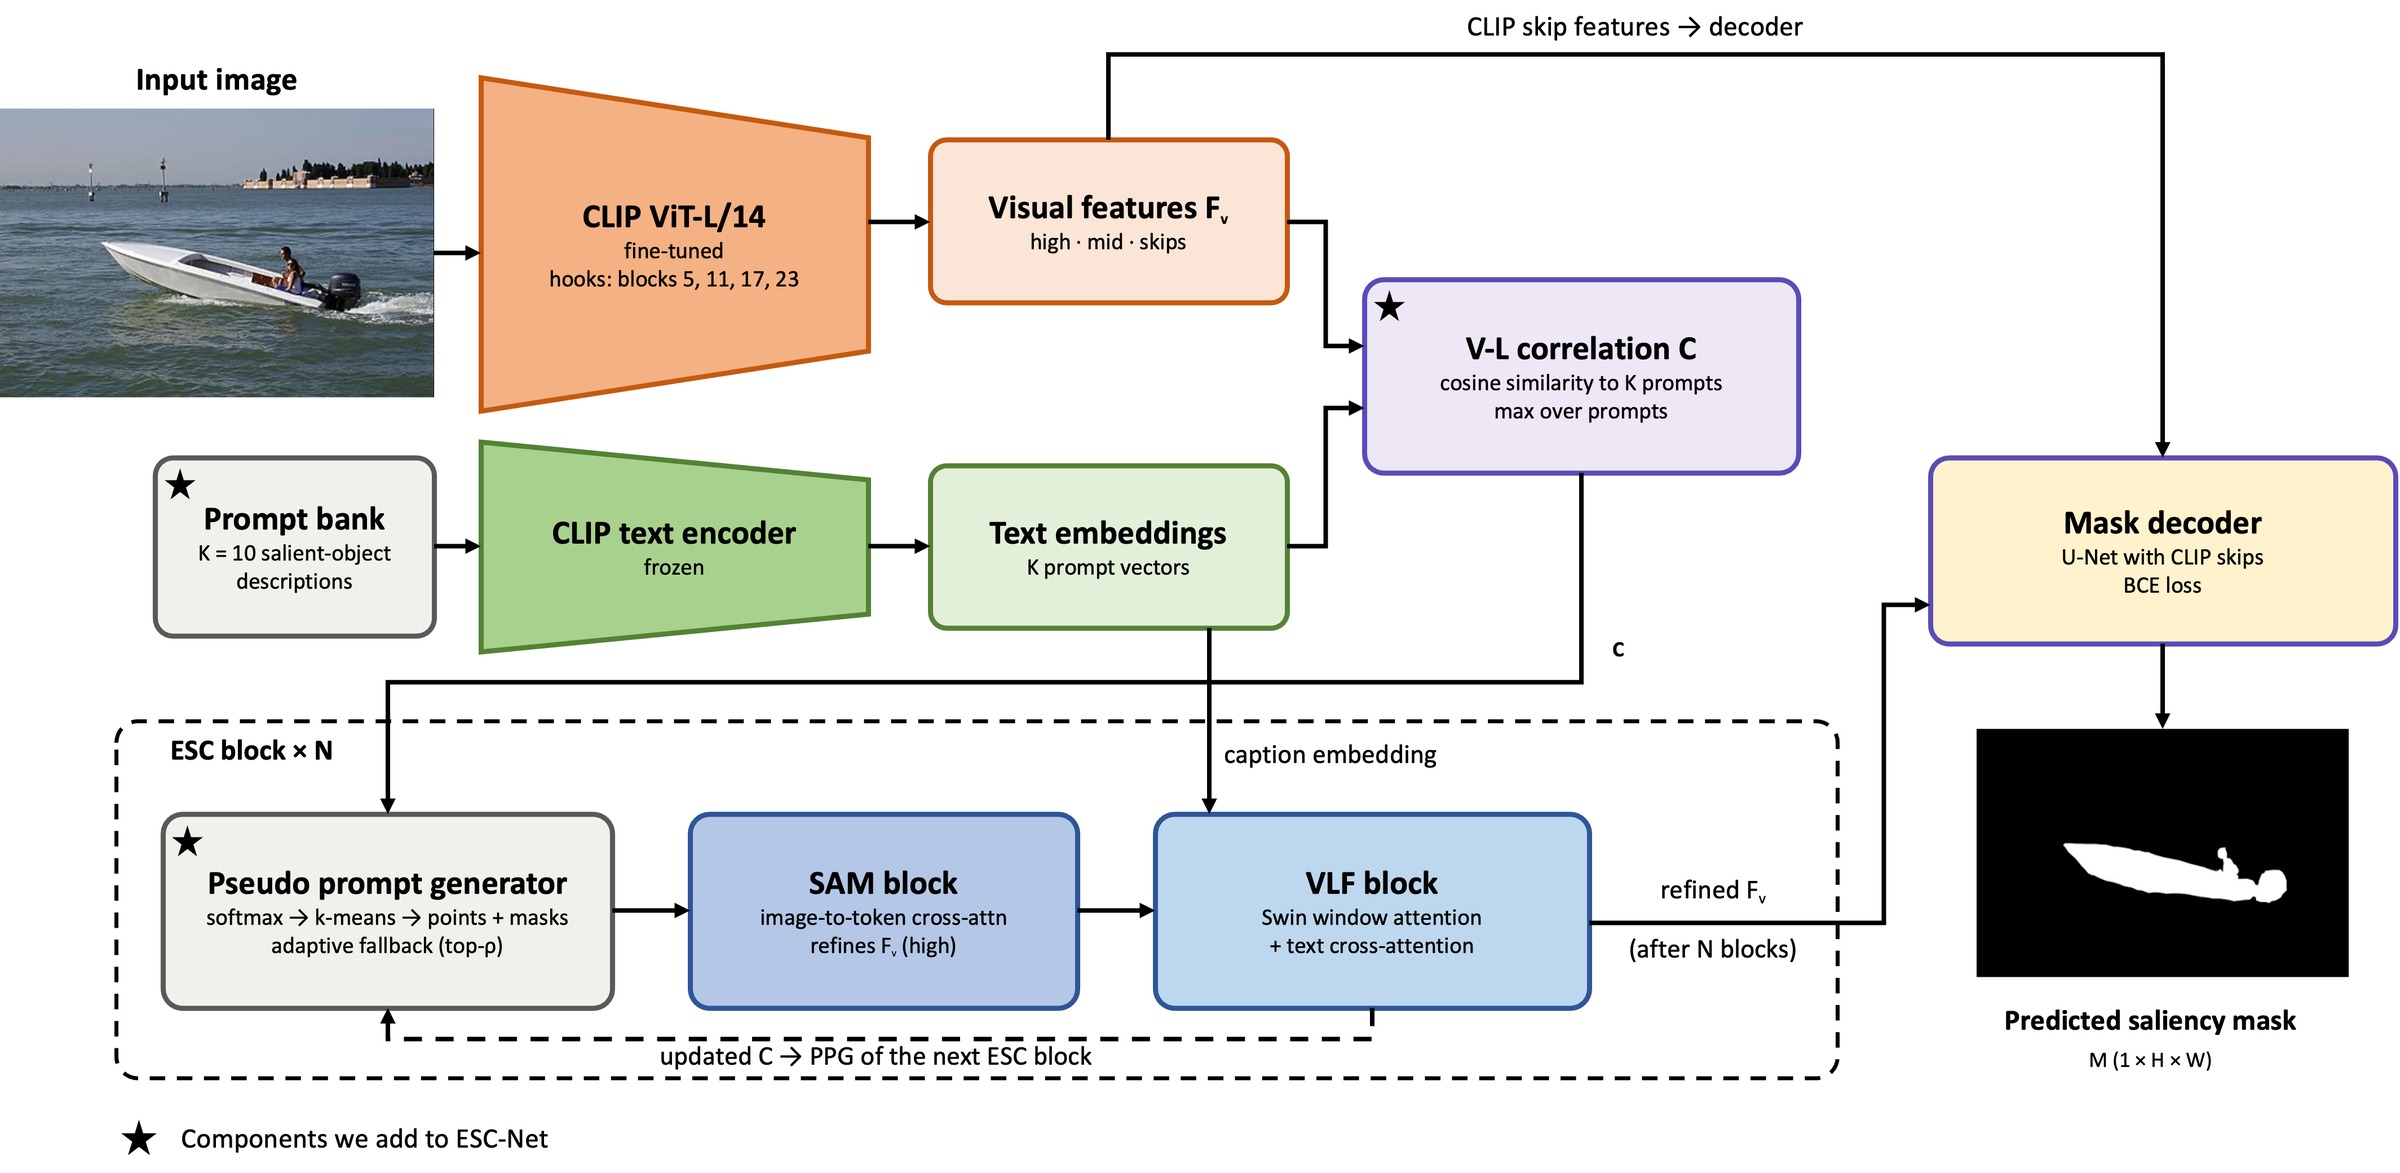 CLIP skip features → decoder
Input image
CLIP ViT-L/14
fine-tuned
hooks: blocks 5, 11, 17, 23
Visual features Fv
high · mid · skips
★
V-L correlation C
cosine similarity to K prompts
max over prompts
★
Prompt bank
K = 10 salient-object
descriptions
CLIP text encoder
frozen
Text embeddings
K prompt vectors
Mask decoder
U-Net with CLIP skips
BCE loss
C
ESC block × N
caption embedding
★
Pseudo prompt generator
softmax → k-means → points + masks
adaptive fallback (top-ρ)
SAM block
image-to-token cross-attn
refines Fv (high)
VLF block
Swin window attention
+ text cross-attention
refined Fv
(after N blocks)
updated C → PPG of the next ESC block
Predicted saliency mask
M (1 × H × W)
★ Components we add to ESC-Net